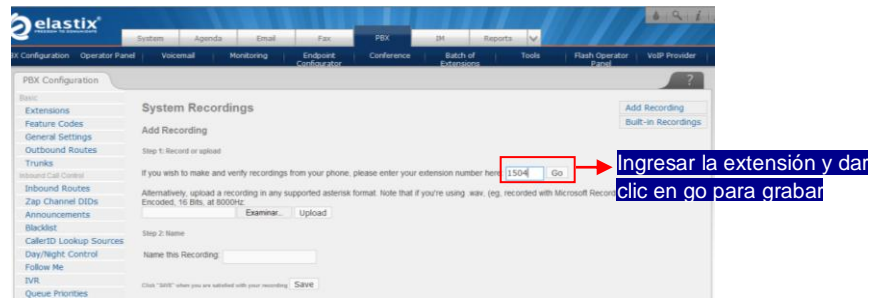 elastix
FREEDOM TO COMMUNICATE
System Agenda Email Fax PBX IM Reports
PBX Configuration Operator Panel Voicemail Monitoring Endpoint Configurator Conference Batch of Extensions Tools Flash Operator Panel VoIP Provider
PBX Configuration
?
Basic
Extensions
Feature Codes
General Settings
Outbound Routes
Trunks
Inbound Call Control
Inbound Routes
Zap Channel DIDs
Announcements
Blacklist
CallerID Lookup Sources
Day/Night Control
Follow Me
IVR
Queue Priorities
System Recordings
Add Recording
Step 1: Record or upload
If you wish to make and verify recordings from your phone, please enter your extension number here: 1504 Go
Alternatively, upload a recording in any supported asterisk format. Note that if you're using .wav, (eg, recorded with Microsoft Record
Encoded, 16 Bits, at 8000Hz:
Examinar... Upload
Step 2: Name
Name this Recording:
Click "SAVE" when you are satisfied with your recording Save
Add Recording
Built-in Recordings
Ingresar la extensión y dar
clic en go para grabar